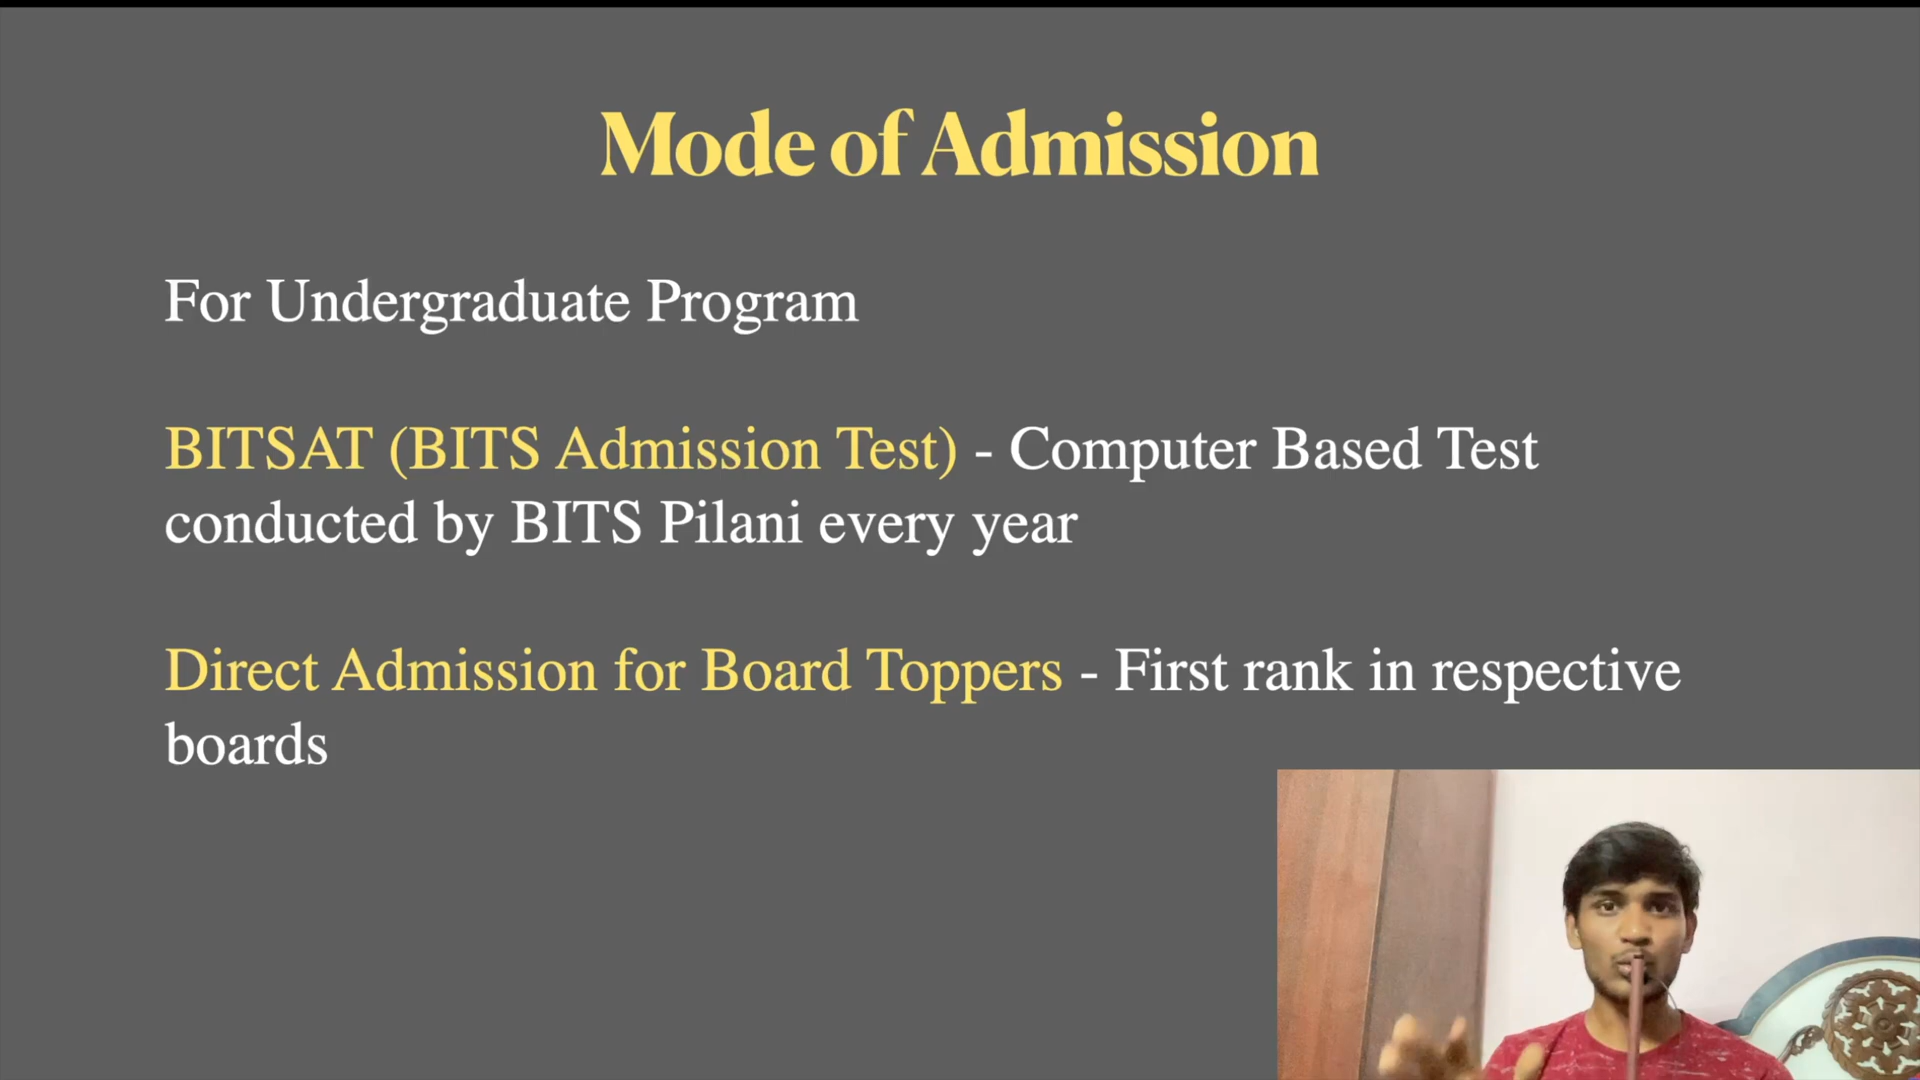 Mode of Admission
For Undergraduate Program
BITSAT (BITS Admission Test) - Computer Based Test
conducted by BITS Pilani every year
Direct Admission for Board Toppers - First rank in respective
boards